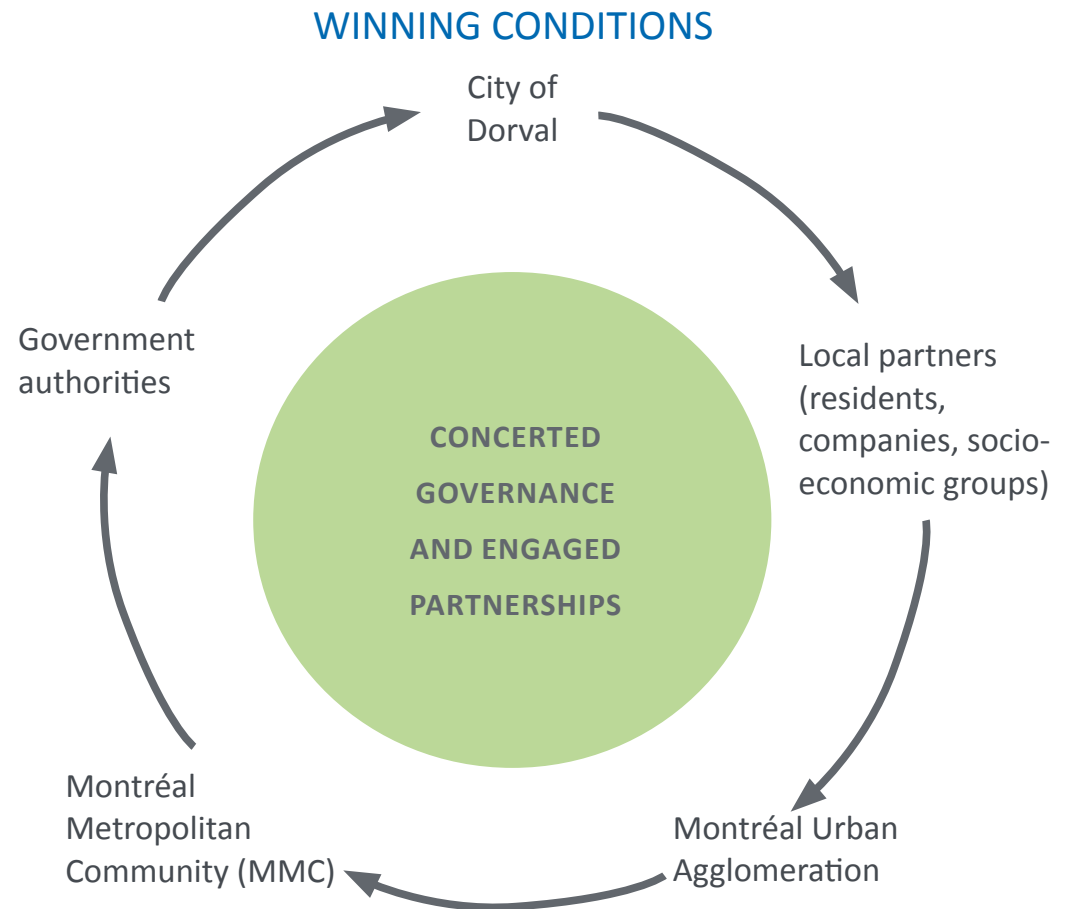 WINNING CONDITIONS
City of
Dorval
Local partners
(residents,
companies, socio-
economic groups)
Montréal Urban
Agglomeration
Montréal
Metropolitan
Community (MMC)
Government
authorities
CONCERTED
GOVERNANCE
AND ENGAGED
PARTNERSHIPS